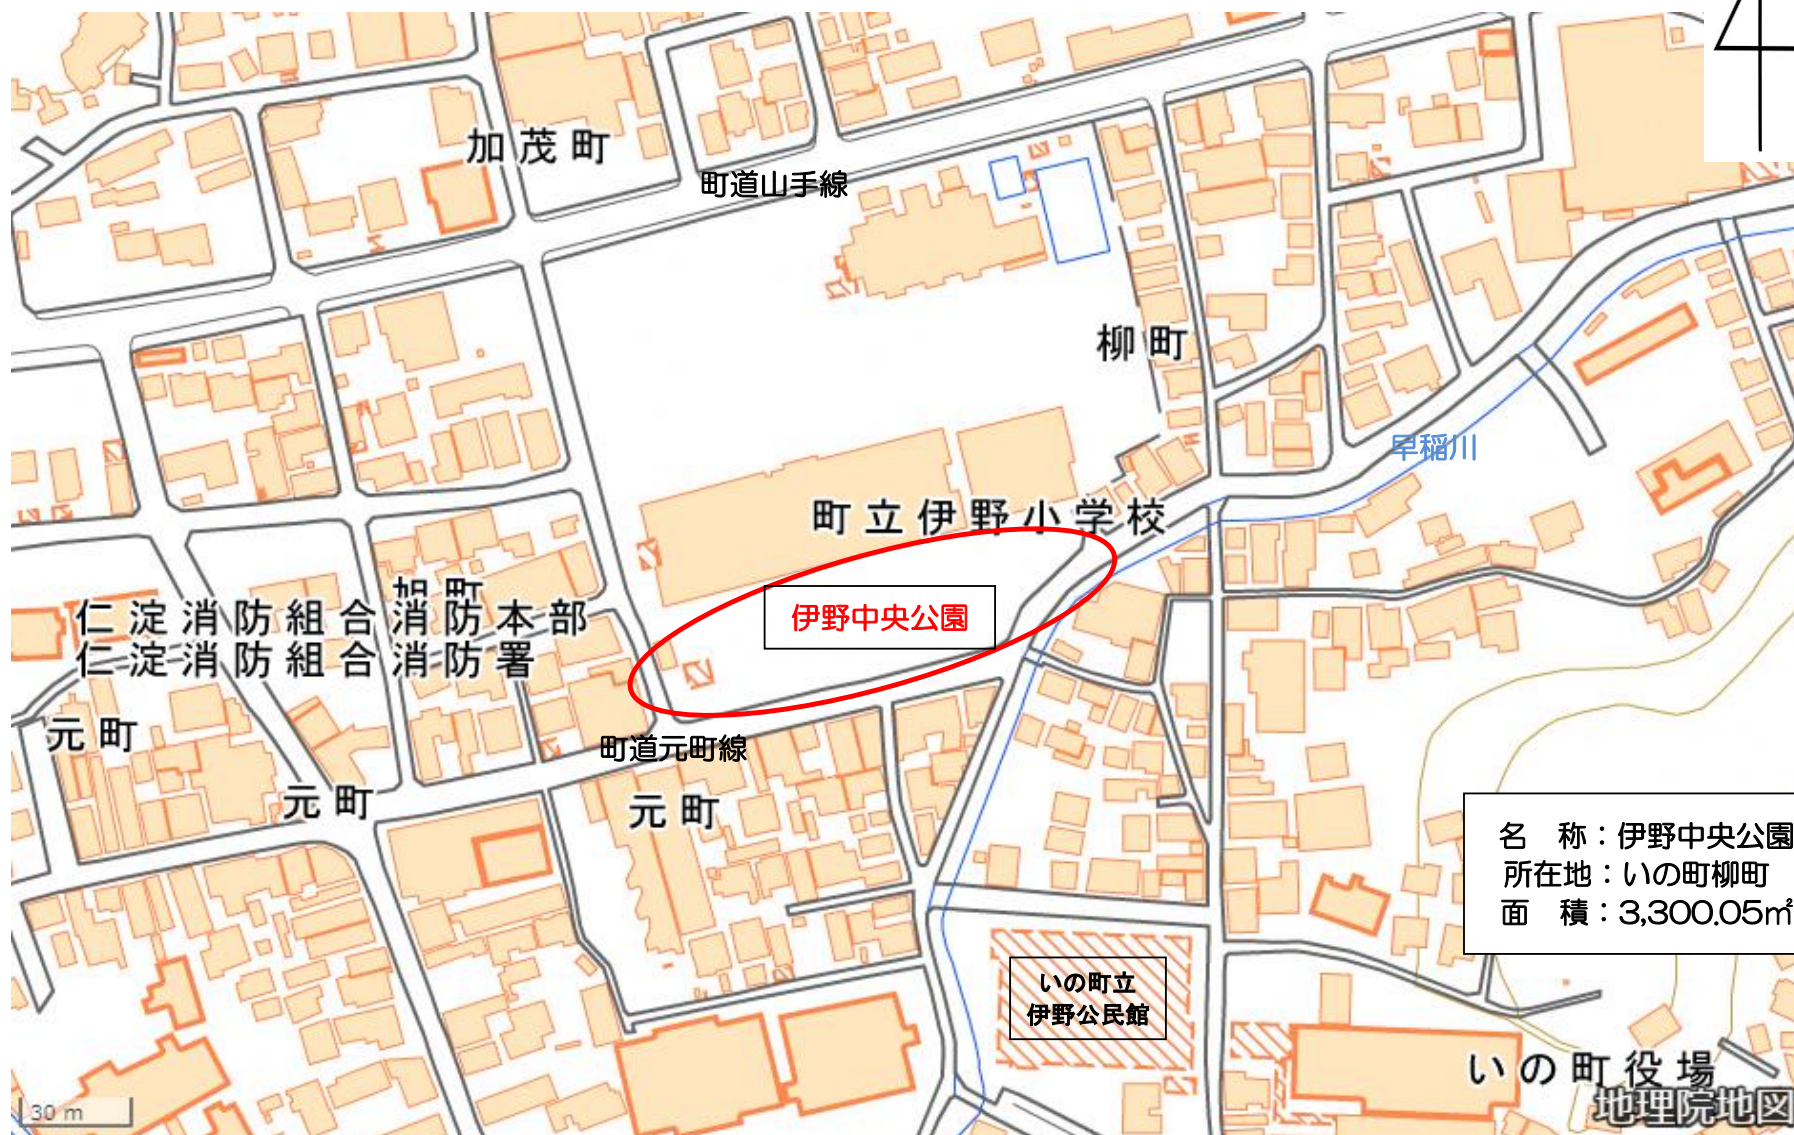 加茂町
町道山手線
柳町
早稲川
町立伊野小学校
旭町
仁淀消防組合消防本部
仁淀消防組合消防署
伊野中央公園
元町
町道元町線
元町
元町
名　称：伊野中央公園
所在地：いの町柳町
面　積：3,300.05㎡
いの町立
伊野公民館
いの町役場
30 m
地理院地図